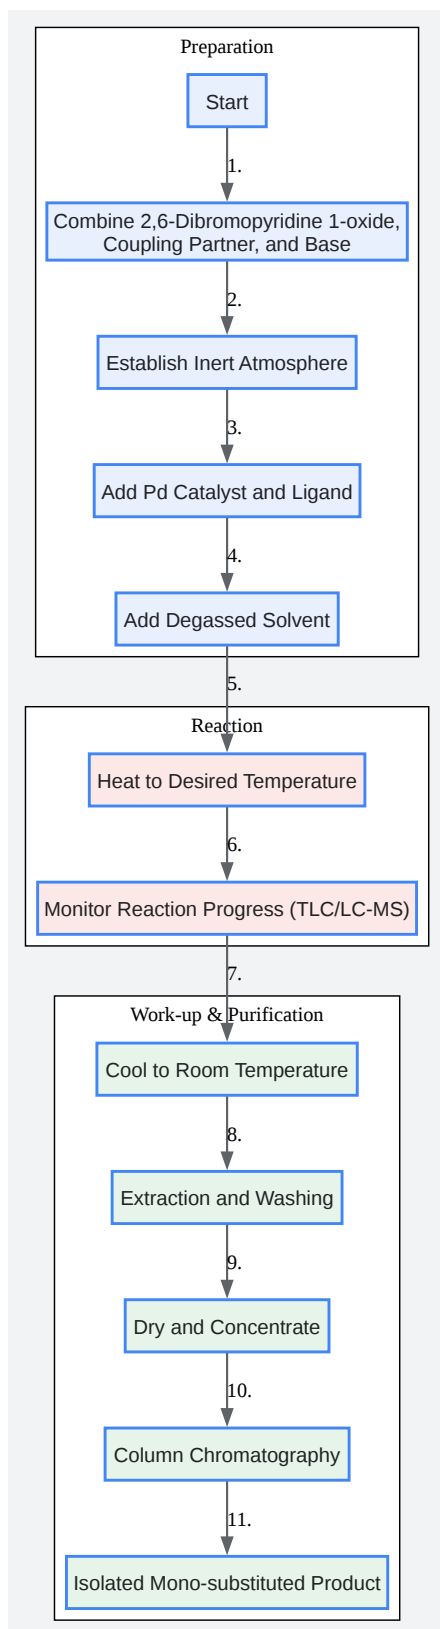 Preparation
Start
1.
Combine 2,6-Dibromopyridine 1-oxide,
Coupling Partner, and Base
2.
Establish Inert Atmosphere
3.
Add Pd Catalyst and Ligand
4.
Add Degassed Solvent
5.
Reaction
Heat to Desired Temperature
6.
Monitor Reaction Progress (TLC/LC-MS)
7.
Work-up & Purification
Cool to Room Temperature
8.
Extraction and Washing
9.
Dry and Concentrate
10.
Column Chromatography
11.
Isolated Mono-substituted Product